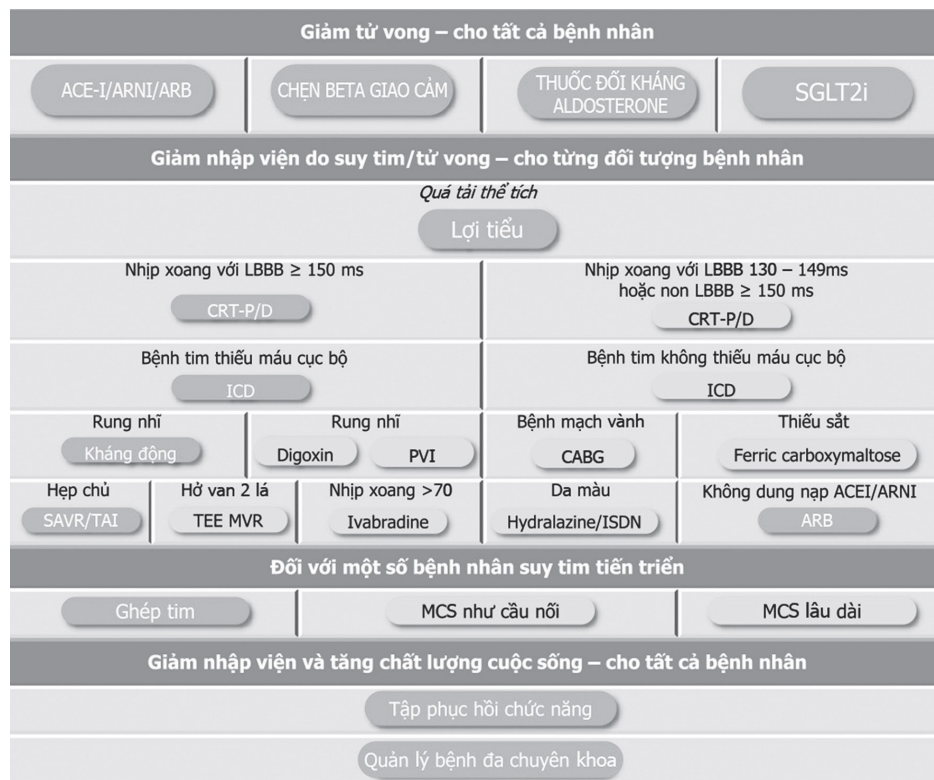 Giảm tử vong – cho tất cả bệnh nhân
ACE-I/ARNI/ARB
CHẸN BETA GIAO CẢM
THUỐC ĐỐI KHÁNG
ALDOSTERONE
SGLT2i
Giảm nhập viện do suy tim/tử vong – cho từng đối tượng bệnh nhân
Quá tải thể tích
Lợi tiểu
Nhịp xoang với LBBB ≥ 150 ms
CRT-P/D
Nhịp xoang với LBBB 130 – 149ms
hoặc non LBBB ≥ 150 ms
CRT-P/D
Bệnh tim thiếu máu cục bộ
ICD
Bệnh tim không thiếu máu cục bộ
ICD
Rung nhĩ
Kháng động
Rung nhĩ
Digoxin
PVI
Bệnh mạch vành
CABG
Thiếu sắt
Ferric carboxymaltose
Hẹp chủ
SAVR/TAI
Hở van 2 lá
TEE MVR
Nhịp xoang >70
Ivabradine
Da màu
Hydralazine/ISDN
Không dung nạp ACEI/ARNI
ARB
Đối với một số bệnh nhân suy tim tiến triển
Ghép tim
MCS như cầu nối
MCS lâu dài
Giảm nhập viện và tăng chất lượng cuộc sống – cho tất cả bệnh nhân
Tập phục hồi chức năng
Quản lý bệnh đa chuyên khoa